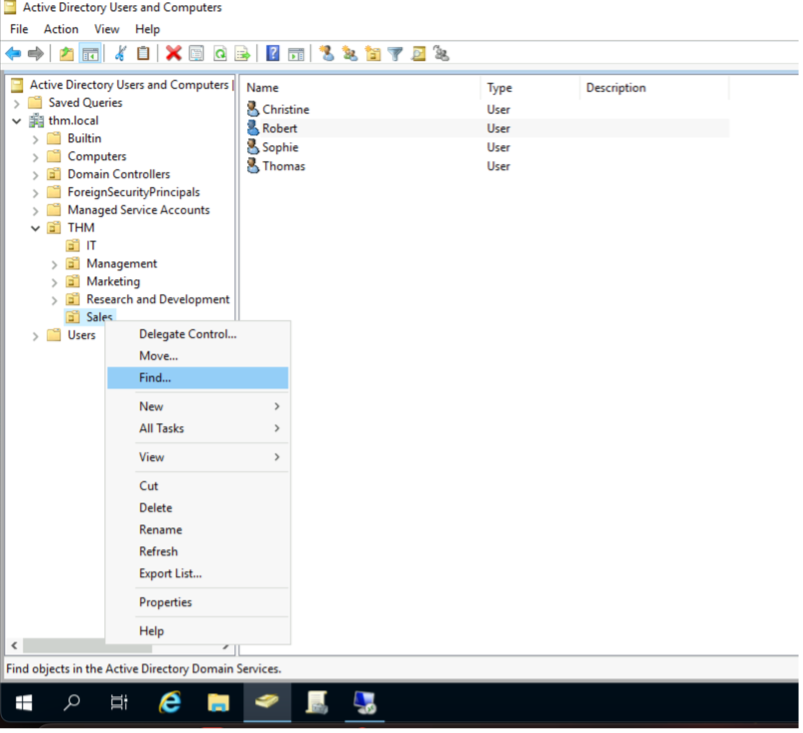 Active Directory Users and Computers
File Action View Help
Active Directory Users and Computers
Saved Queries
thm.local
Builtin
Computers
Domain Controllers
ForeignSecurityPrincipals
Managed Service Accounts
THM
IT
Management
Marketing
Research and Development
Sales
Users
Name Type Description
Christine User
Robert User
Sophie User
Thomas User
Delegate Control...
Move...
Find...
New
All Tasks
View
Cut
Delete
Rename
Refresh
Export List...
Properties
Help
Find objects in the Active Directory Domain Services.